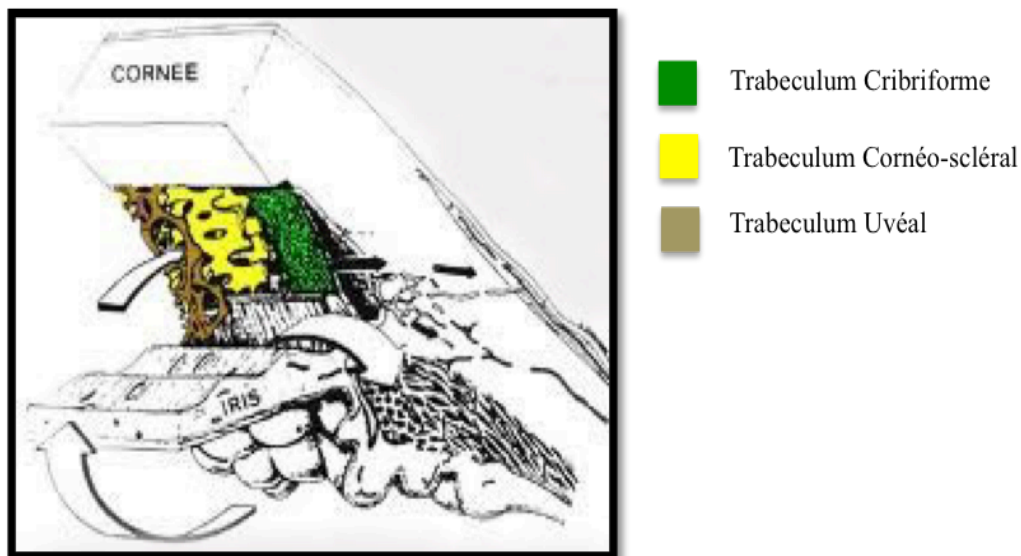 CORNEE
IRIS
Trabeculum Cribriforme
Trabeculum Cornéo-scléral
Trabeculum Uvéal